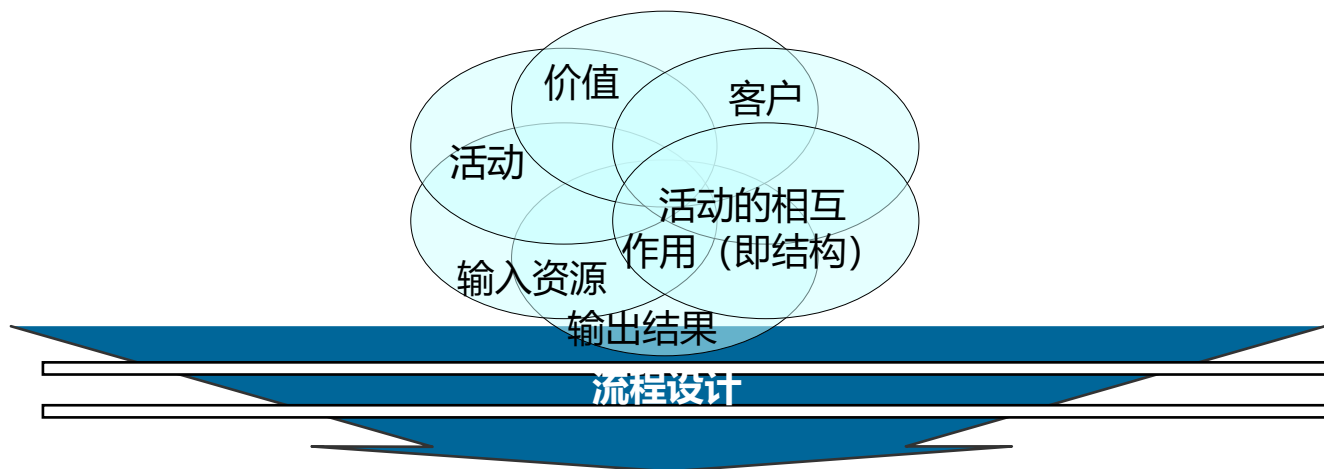 价值
客户
活动
活动的相互
作用（即结构）
输入资源
输出结果
流程设计